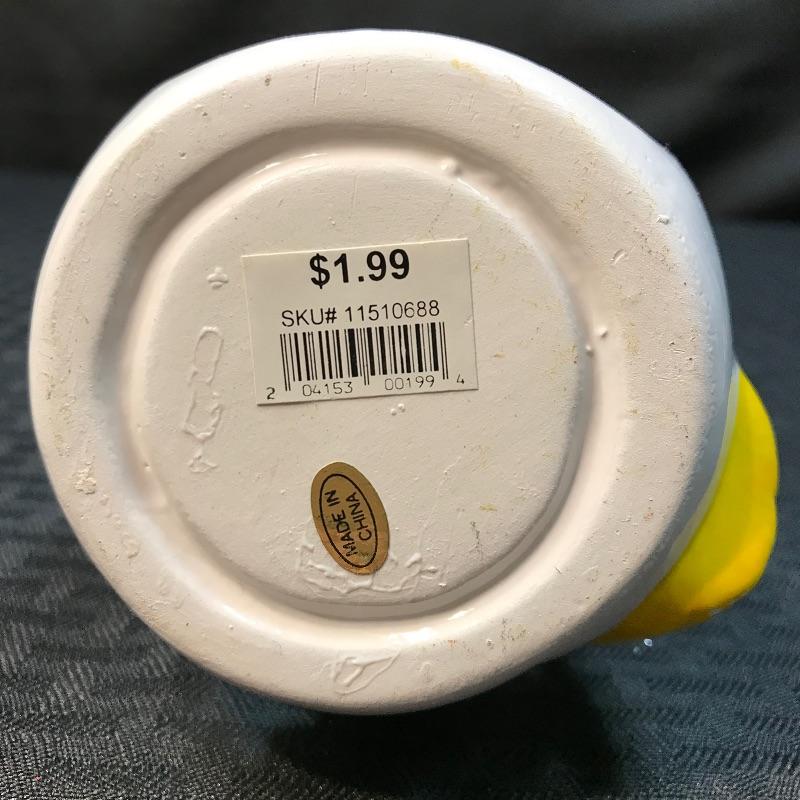 $1.99
SKU# 11510688
2 04153 00199 4
MADE IN
CHINA